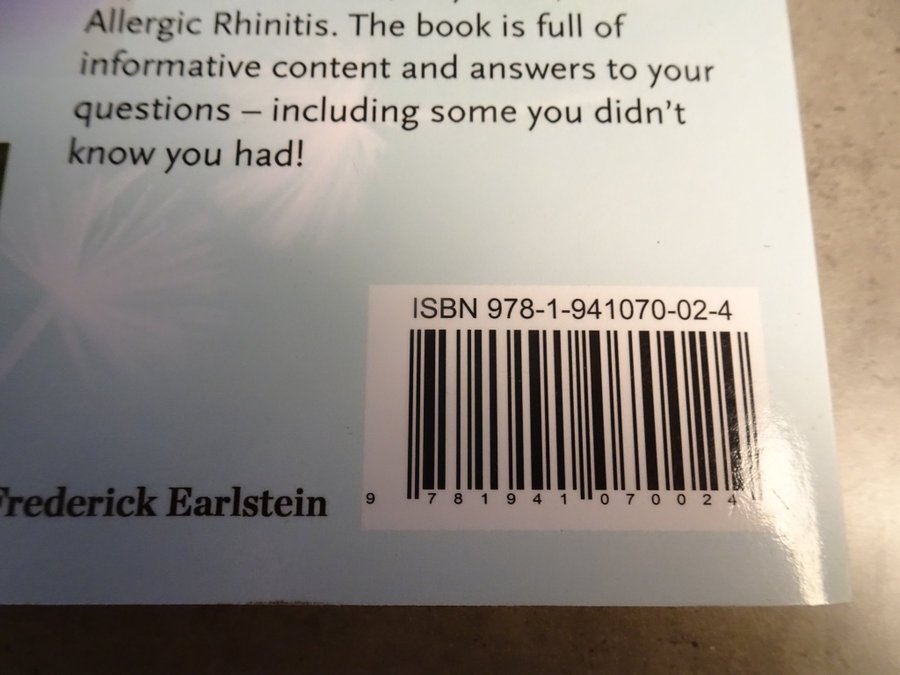 Allergic Rhinitis. The book is full of
informative content and answers to your
questions – including some you didn't
know you had!
ISBN 978-1-941070-02-4
9 781941 070024
Frederick Earlstein